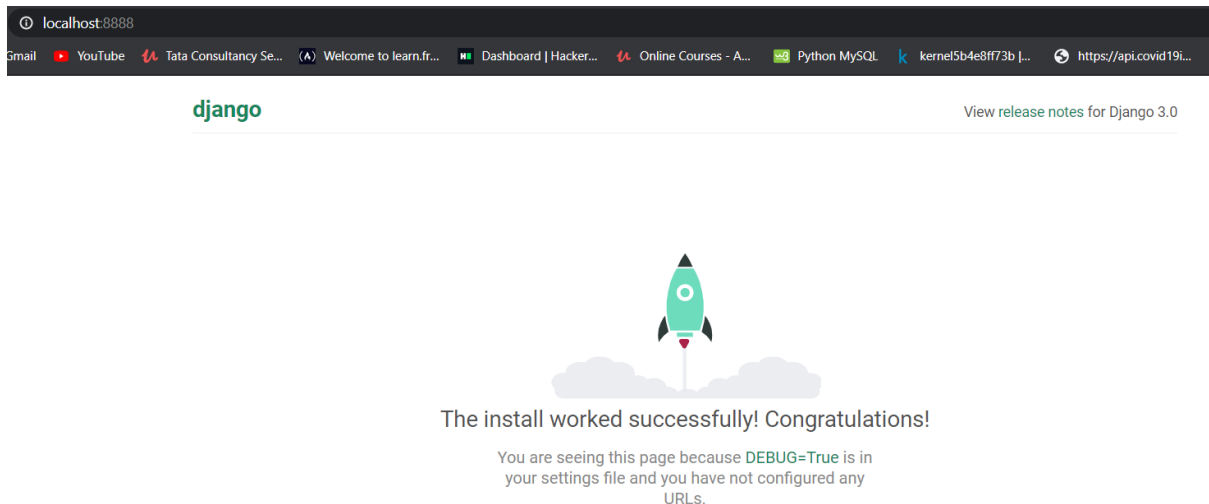 localhost:8888
Gmail YouTube Tata Consultancy Se... Welcome to learn.fr... Dashboard | Hacker... Online Courses - A... Python MySQL kernel5b4e8ff73b |... https://api.covid19i...
django
View release notes for Django 3.0
The install worked successfully! Congratulations!
You are seeing this page because DEBUG=True is in
your settings file and you have not configured any
URLs.